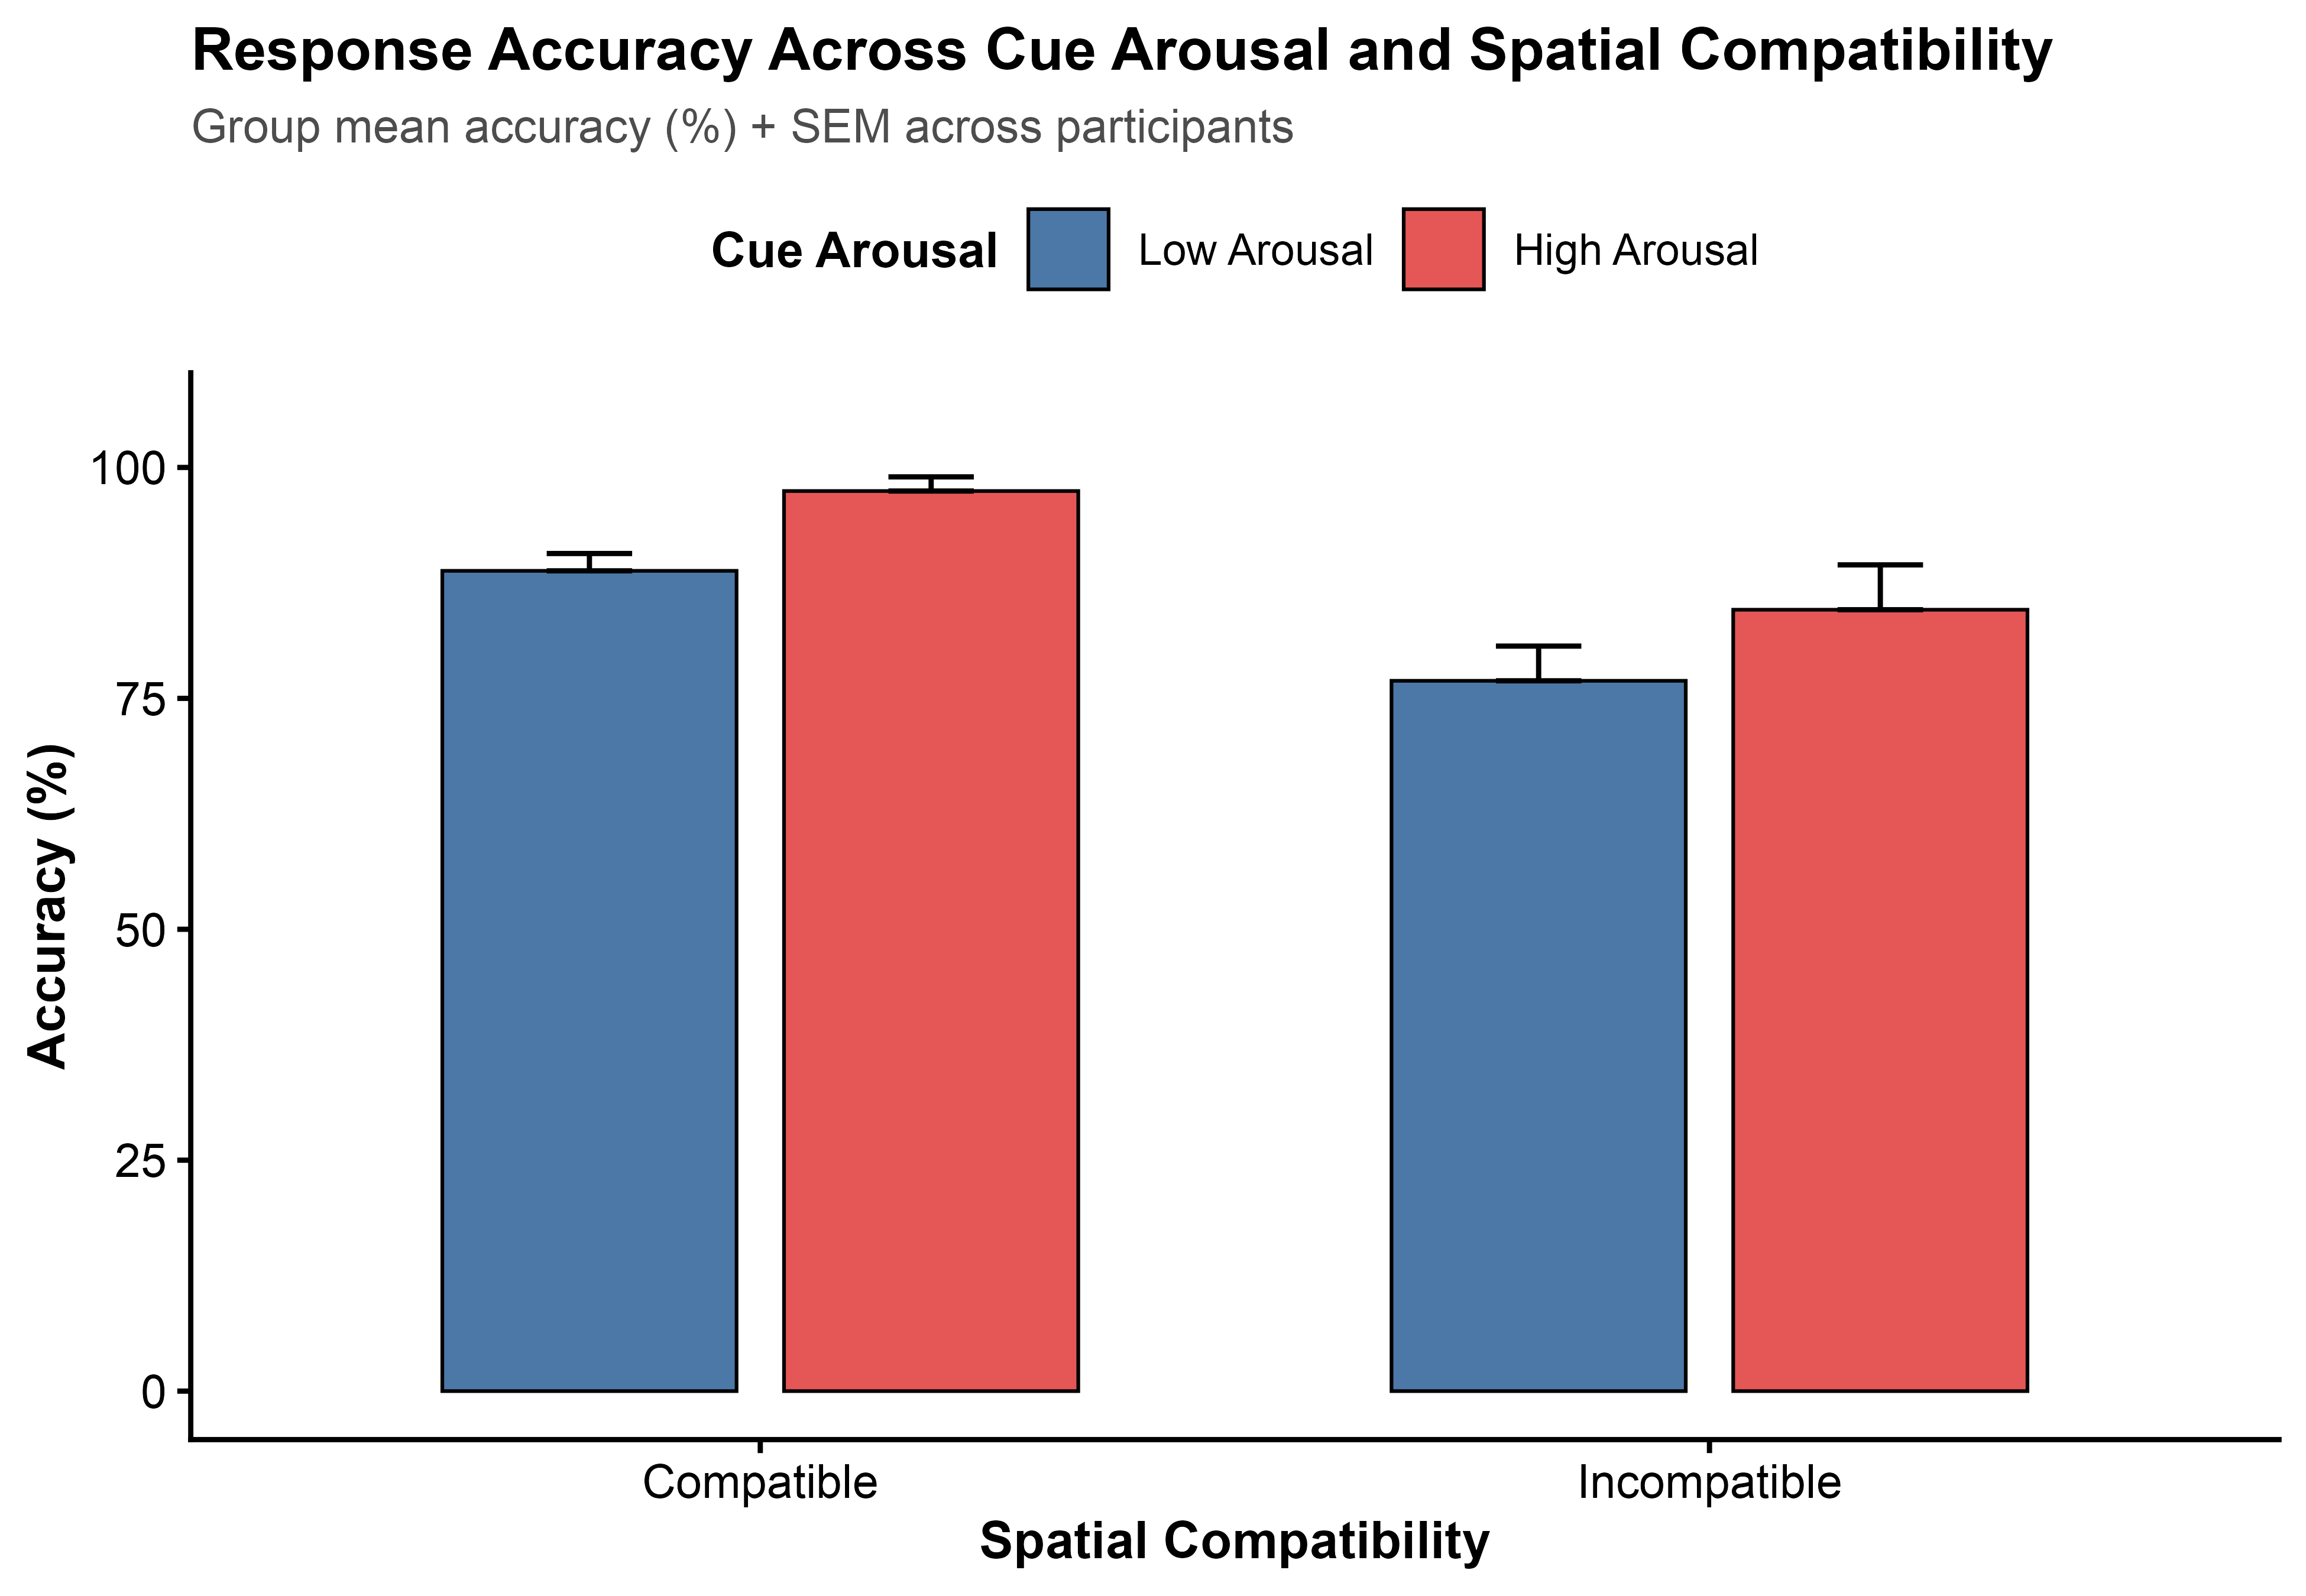 Response Accuracy Across Cue Arousal and Spatial Compatibility
Group mean accuracy (%) + SEM across participants
Cue Arousal Low Arousal High Arousal
100
75
50
25
0
Accuracy (%)
Compatible Incompatible
Spatial Compatibility